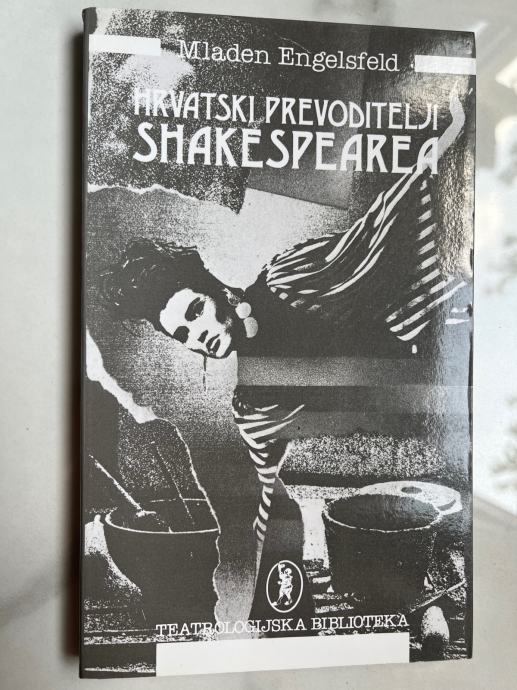 Mladen Engelsfeld
HRVATSKI PREVODITELJI
SHAKESPEAREA
TEATROLOGIJSKA BIBLIOTEKA